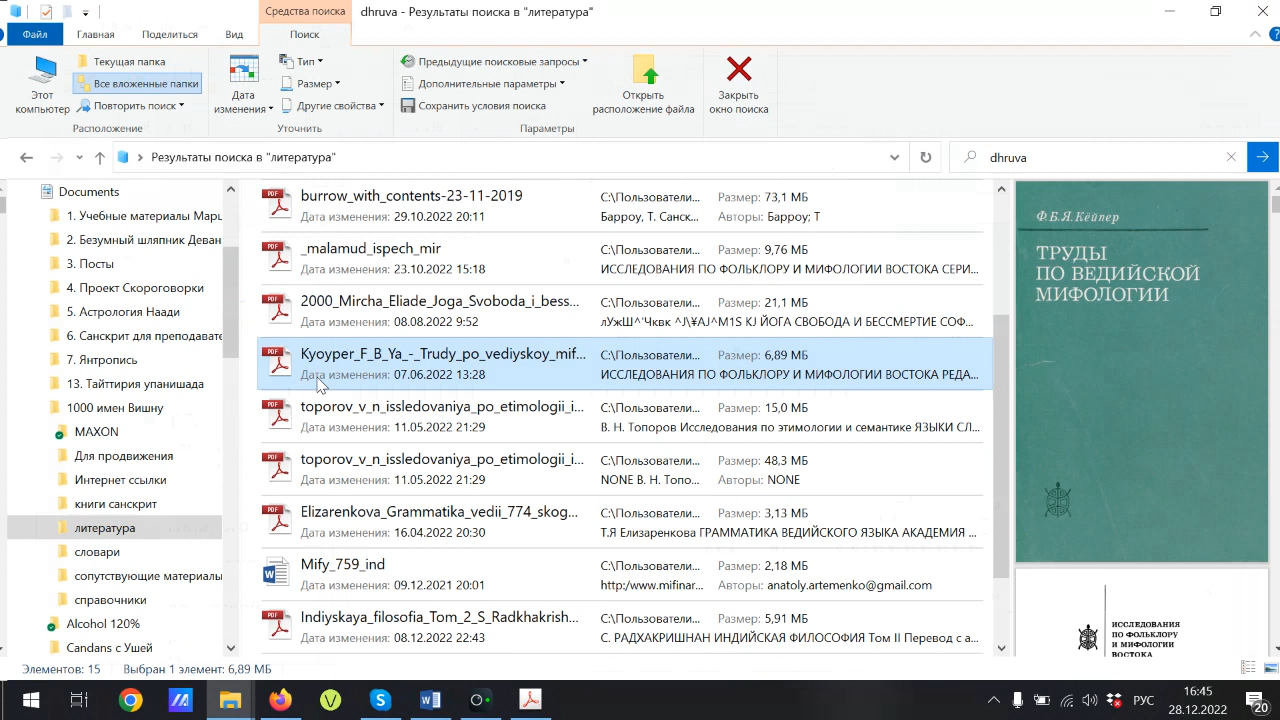 Средства поиска
dhruva - Результаты поиска в "литература"
Файл
Главная
Поделиться
Вид
Поиск
Этот компьютер
Текущая папка
Все вложенные папки
Повторить поиск
Расположение
Дата изменения
Тип
Размер
Другие свойства
Уточнить
Предыдущие поисковые запросы
Дополнительные параметры
Сохранить условия поиска
Параметры
Открыть расположение файла
Закрыть окно поиска
Результаты поиска в "литература"
dhruva
Documents
1. Учебные материалы Марц
2. Безумный шляпник Деван
3. Посты
4. Проект Скороговорки
5. Астрология Наади
6. Санскрит для преподавате
7. Янтропись
13. Тайттирия упанишада
1000 имен Вишну
MAXON
Для продвижения
Интернет ссылки
книги санскрит
литература
словари
сопутствующие материаль
справочники
Alcohol 120%
Candans с Ушей
burrow_with_contents-23-11-2019 С:\Пользователи... Размер: 73,1 МБ
Дата изменения: 29.10.2022 20:11 Барроу, Т. Санск... Авторы: Барроу; Т
_malamud_ispech_mir С:\Пользователи... Размер: 9,76 МБ
Дата изменения: 23.10.2022 15:18 ИССЛЕДОВАНИЯ ПО ФОЛЬКЛОРУ И МИФОЛОГИИ ВОСТОКА СЕРИ...
2000_Mircha_Eliade_Joga_Svoboda_i_bess... С:\Пользователи... Размер: 21,1 МБ
Дата изменения: 08.08.2022 9:52 лУжШ^'Чквк ^J\¥AJ^M1S KJ ЙОГА СВОБОДА И БЕССМЕРТИЕ СОФ...
Kyoyper_F_B_Ya_-_Trudy_po_vediyskoy_mif... С:\Пользователи... Размер: 6,89 МБ
Дата изменения: 07.06.2022 13:28 ИССЛЕДОВАНИЯ ПО ФОЛЬКЛОРУ И МИФОЛОГИИ ВОСТОКА РЕДА...
toporov_v_n_issledovaniya_po_etimologii_i... С:\Пользователи... Размер: 15,0 МБ
Дата изменения: 11.05.2022 21:29 В. Н. Топоров Исследования по этимологии и семантике ЯЗЫКИ СЛ...
toporov_v_n_issledovaniya_po_etimologii_i... С:\Пользователи... Размер: 48,3 МБ
Дата изменения: 11.05.2022 21:29 NONE В. Н. Топо... Авторы: NONE
Elizarenkova_Grammatika_vedii_774_skog... С:\Пользователи... Размер: 3,13 МБ
Дата изменения: 16.04.2022 20:30 Т.Я Елизаренкова ГРАММАТИКА ВЕДИЙСКОГО ЯЗЫКА АКАДЕМИЯ ...
Mify_759_ind С:\Пользователи... Размер: 2,18 МБ
Дата изменения: 09.12.2021 20:01 http:/www.mifinar... Авторы: anatoly.artemenko@gmail.com
Indiyskaya_filosofia_Tom_2_S_Radkhakrish... С:\Пользователи... Размер: 5,91 МБ
Дата изменения: 08.12.2022 22:43 С. РАДХАКРИШНАН ИНДИЙСКАЯ ФИЛОСОФИЯ Том II Перевод с а...
Ф.Б.Я.Кёйпер
ТРУДЫ
ПО ВЕДИЙСКОЙ
МИФОЛОГИИ
ИССЛЕДОВАНИЯ
ПО ФОЛЬКЛОРУ
И МИФОЛОГИИ
ВОСТОКА
Элементов: 15
Выбран 1 элемент: 6,89 МБ
РУС
16:45
28.12.2022
20